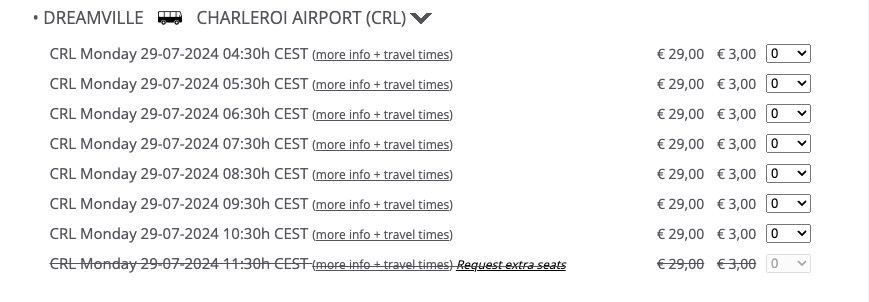 • DREAMVILLE CHARLEROI AIRPORT (CRL)
CRL Monday 29-07-2024 04:30h CEST (more info + travel times) € 29,00 € 3,00 0
CRL Monday 29-07-2024 05:30h CEST (more info + travel times) € 29,00 € 3,00 0
CRL Monday 29-07-2024 06:30h CEST (more info + travel times) € 29,00 € 3,00 0
CRL Monday 29-07-2024 07:30h CEST (more info + travel times) € 29,00 € 3,00 0
CRL Monday 29-07-2024 08:30h CEST (more info + travel times) € 29,00 € 3,00 0
CRL Monday 29-07-2024 09:30h CEST (more info + travel times) € 29,00 € 3,00 0
CRL Monday 29-07-2024 10:30h CEST (more info + travel times) € 29,00 € 3,00 0
CRL Monday 29-07-2024 11:30h CEST (more info + travel times) Request extra seats € 29,00 € 3,00 0